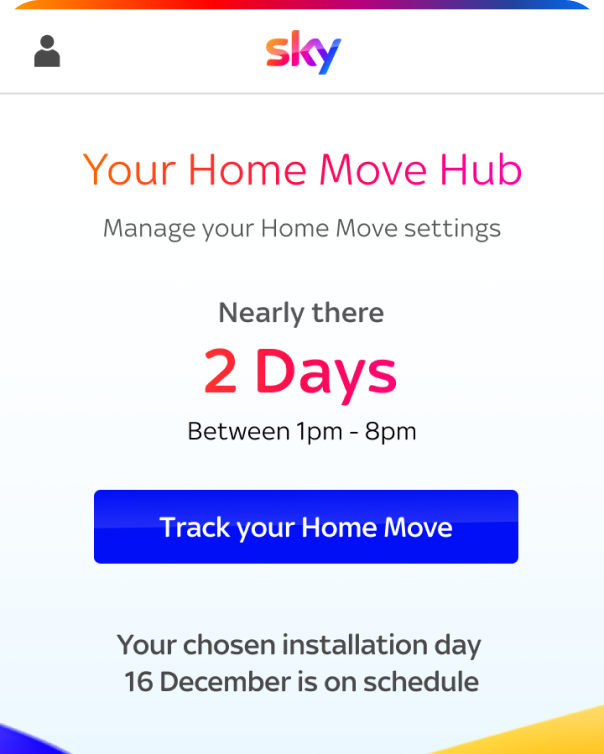 sky
Your Home Move Hub
Manage your Home Move settings
Nearly there
2 Days
Between 1pm - 8pm
Track your Home Move
Your chosen installation day
16 December is on schedule